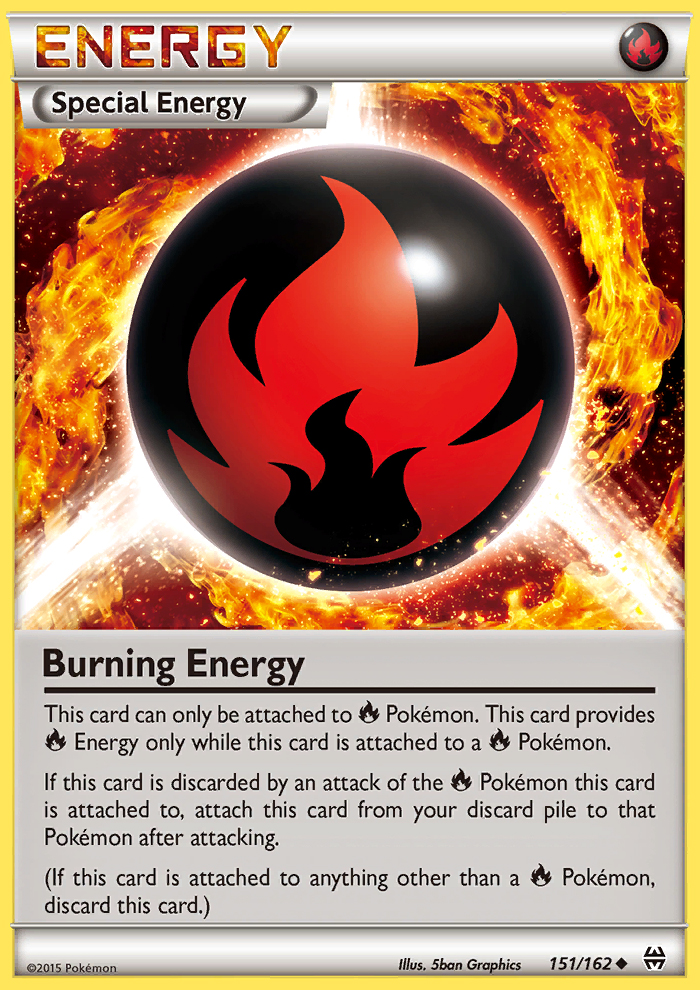 ENERGY
Special Energy
Burning Energy
This card can only be attached to Pokémon. This card provides
Energy only while this card is attached to a Pokémon.
If this card is discarded by an attack of the Pokémon this card
is attached to, attach this card from your discard pile to that
Pokémon after attacking.
(If this card is attached to anything other than a Pokémon,
discard this card.)
©2015 Pokémon
Illus. 5ban Graphics
151/162